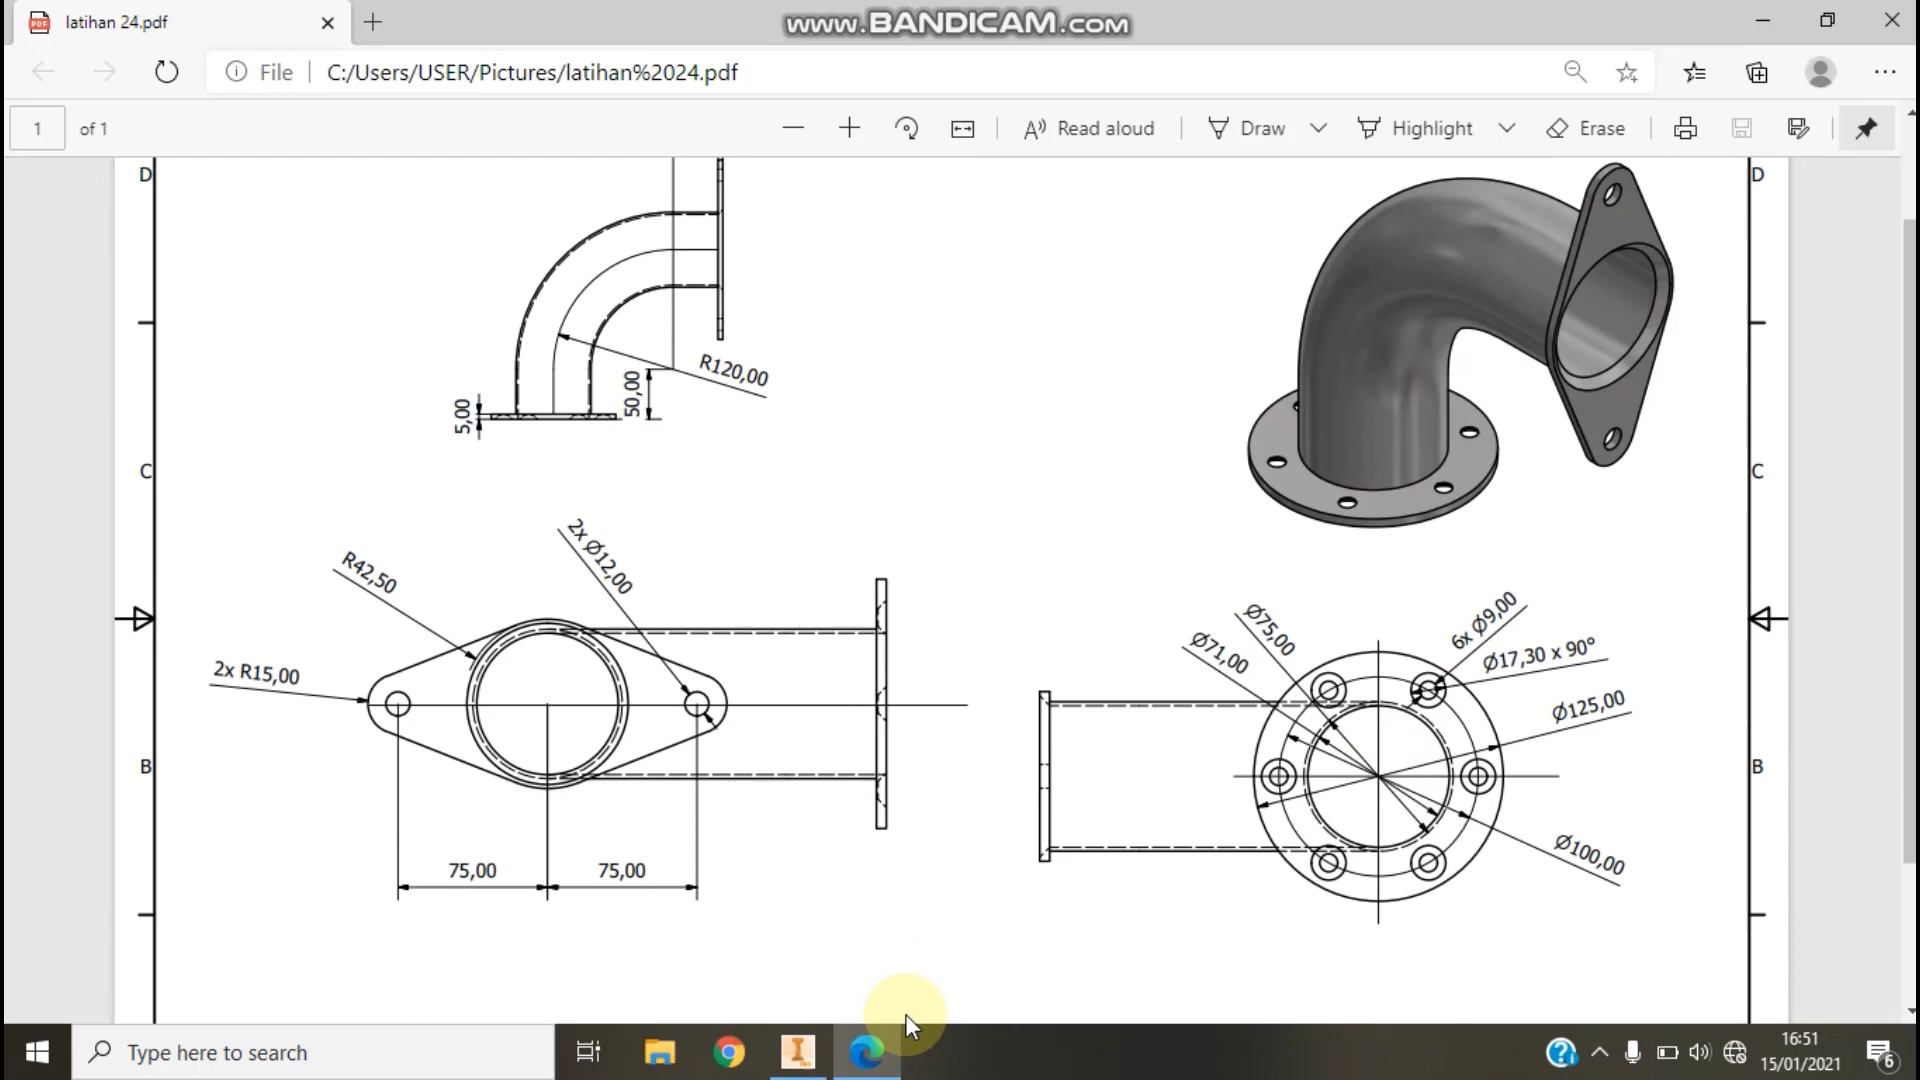 latihan 24.pdf
www.BANDICAM.com
File
C:/Users/USER/Pictures/latihan%2024.pdf
1
of 1
Read aloud
Draw
Highlight
Erase
D
D
R120,00
50,00
5,00
C
C
2x Ø12,00
R42,50
2x R15,00
75,00
75,00
Ø75,00
Ø71,00
6x Ø9,00
Ø17,30 x 90°
Ø125,00
Ø100,00
B
B
Type here to search
16:51
15/01/2021
6